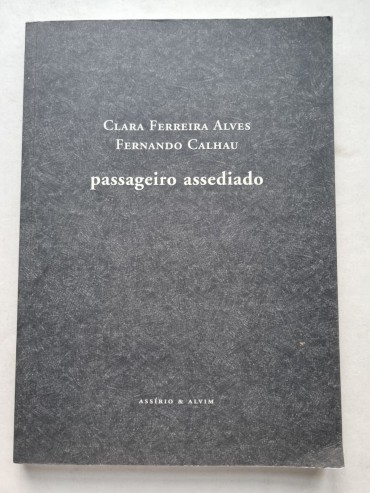 Clara Ferreira Alves
Fernando Calhau
passageiro assediado
ASSÍRIO & ALVIM